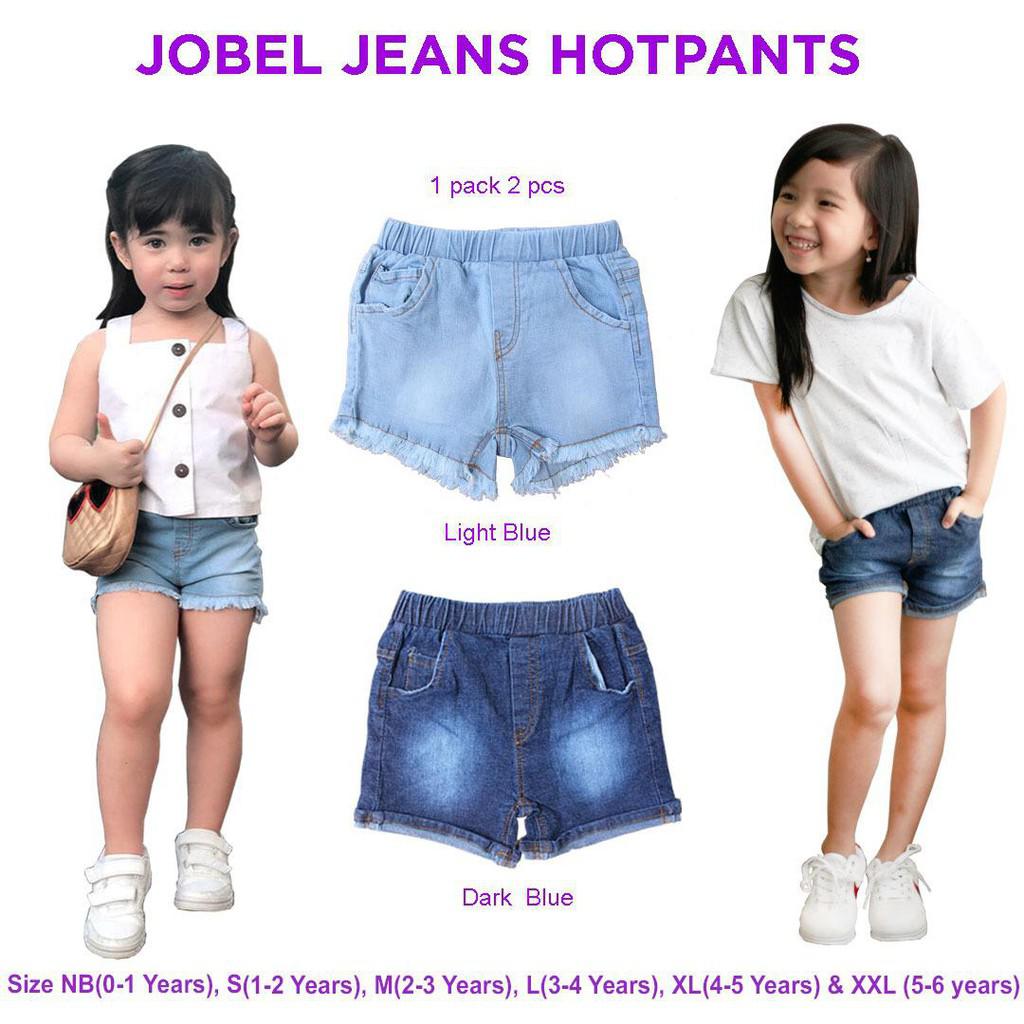 JOBEL JEANS HOTPANTS
1 pack 2 pcs
Light Blue
Dark Blue
Size NB(0-1 Years), S(1-2 Years), M(2-3 Years), L(3-4 Years), XL(4-5 Years) & XXL (5-6 years)